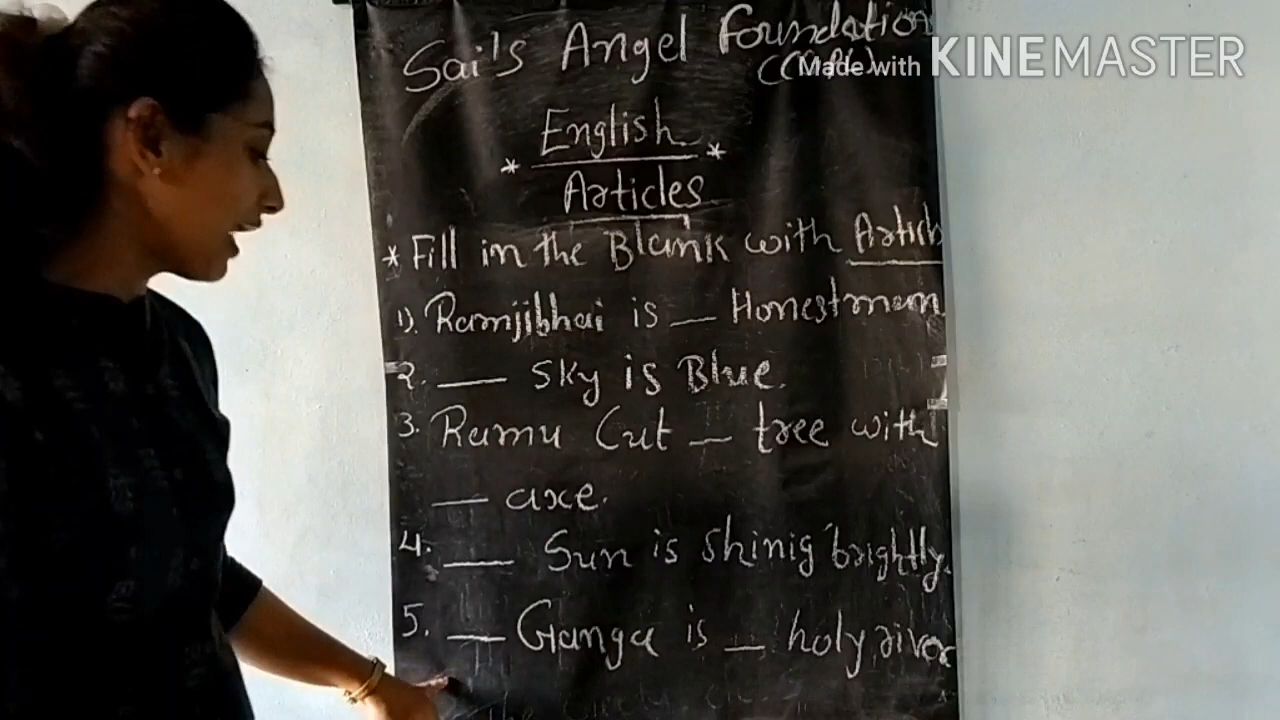 Sai's Angel Foundation
Made with KINEMASTER
* English *
Articles
* Fill in the Blank with Article
1). Ramjibhai is __ Honestman
2. __ Sky is Blue.
3. Ramu Cut __ tree with
__ axe.
4. __ Sun is Shinig brightly.
5. __ Ganga is __ holy river